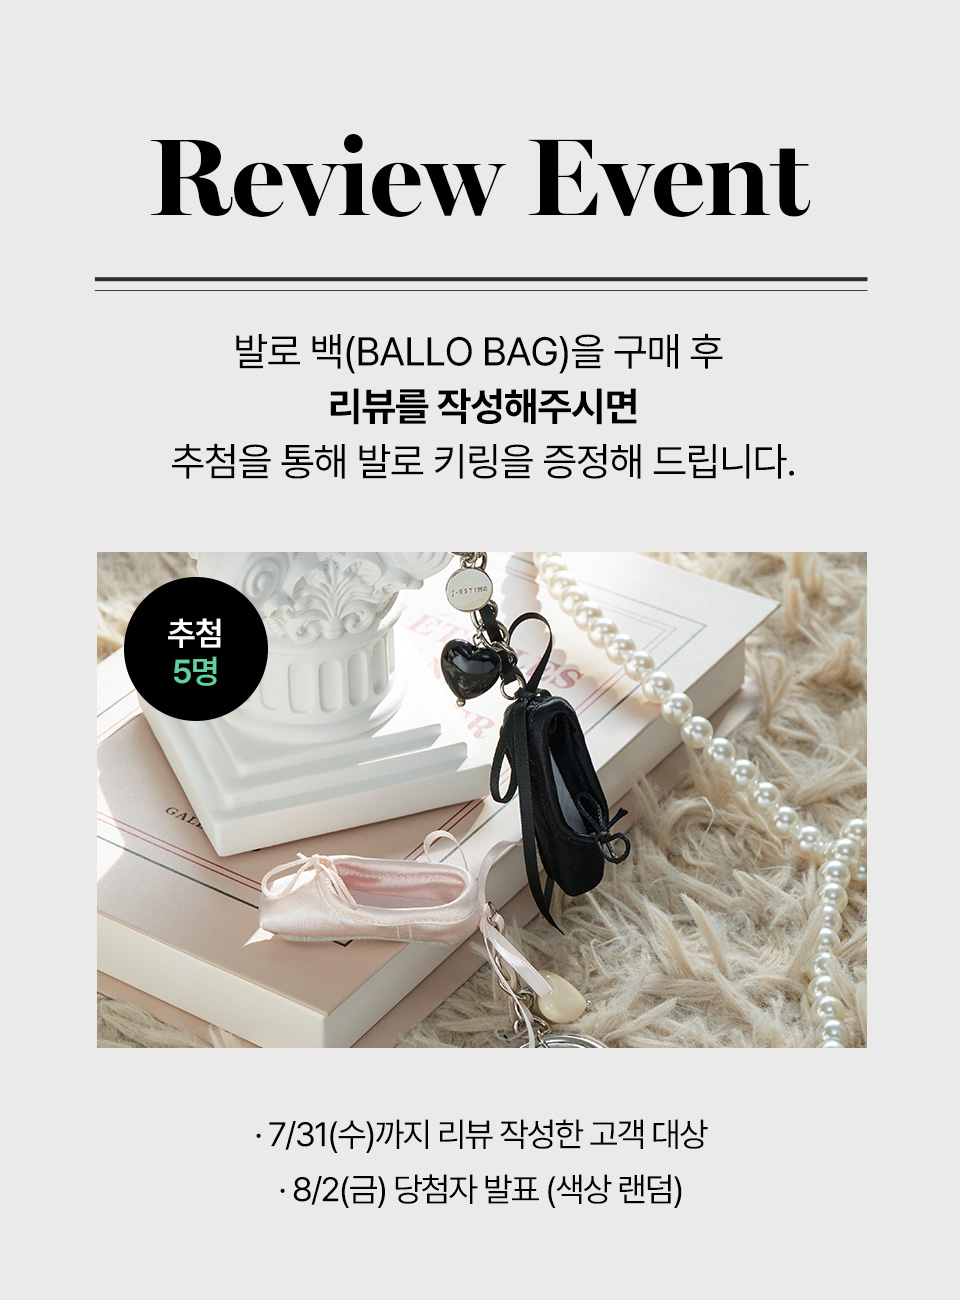 Review Event
발로 백(BALLO BAG)을 구매 후
리뷰를 작성해주시면
추첨을 통해 발로 키링을 증정해 드립니다.
추첨
5명
J.ESTINA
· 7/31(수)까지 리뷰 작성한 고객 대상
· 8/2(금) 당첨자 발표 (색상 랜덤)